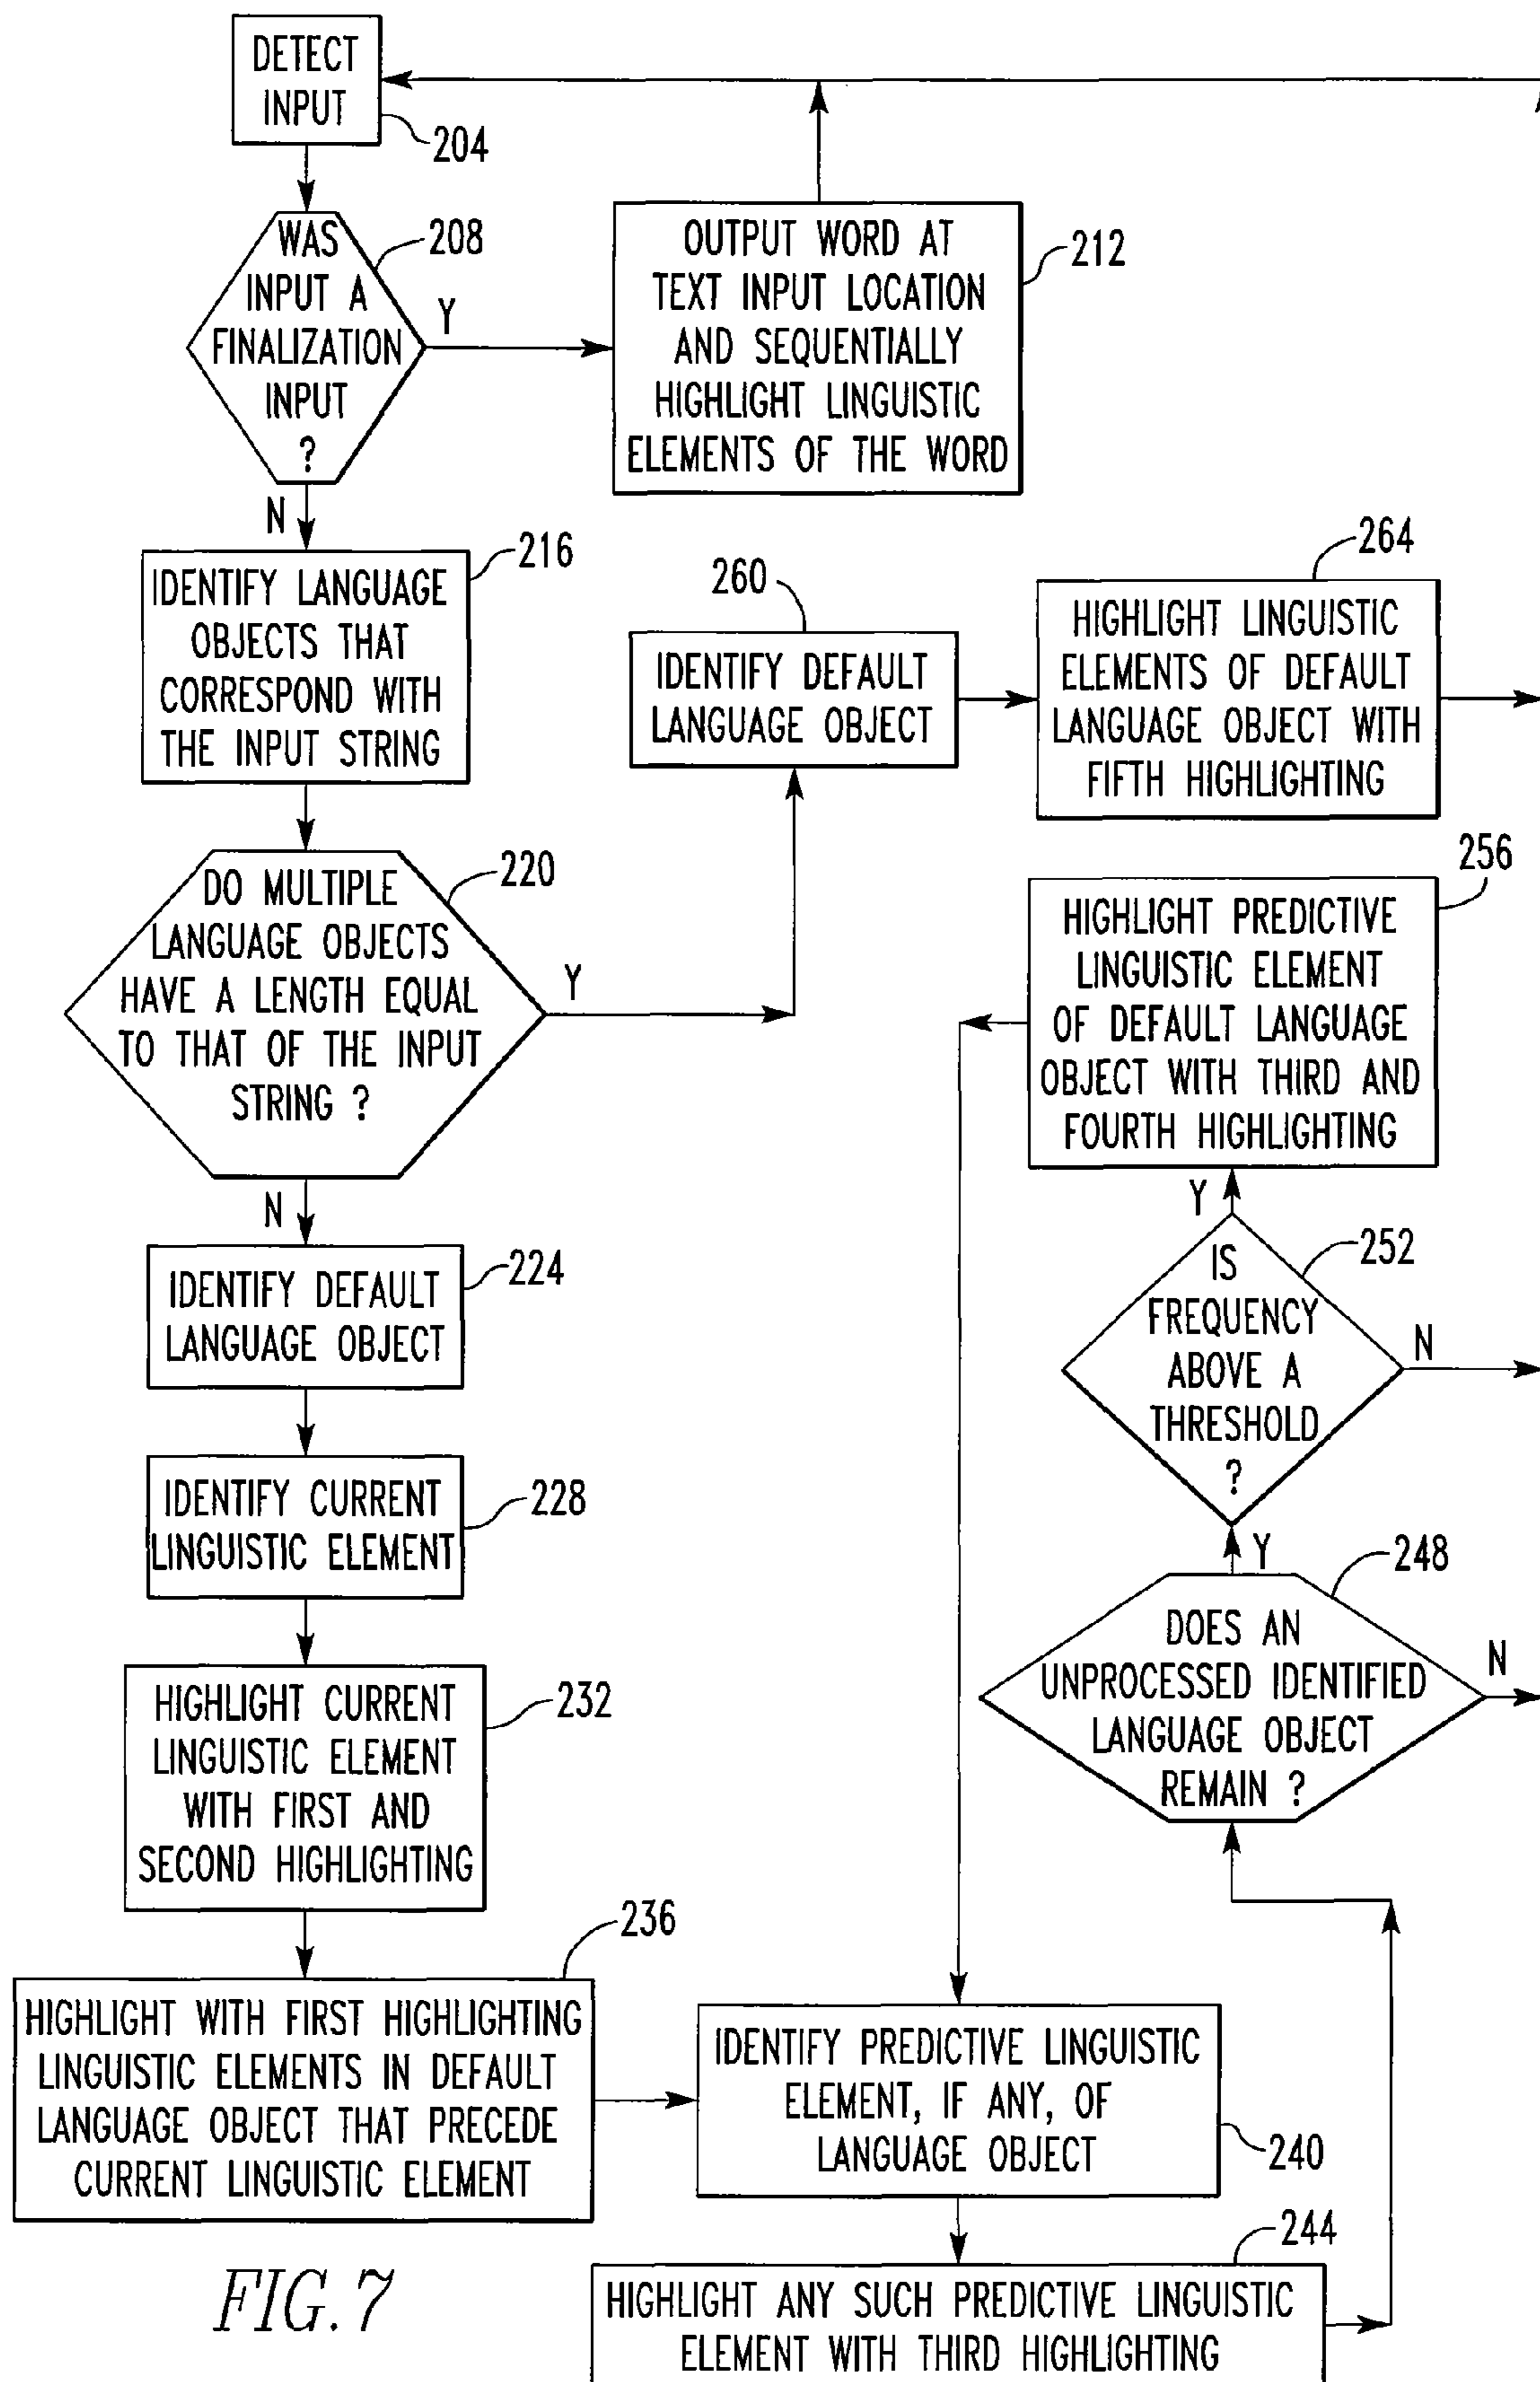 DETECT
INPUT
204
WAS
INPUT A
FINALIZATION
INPUT
?
208
Y
N
OUTPUT WORD AT
TEXT INPUT LOCATION
AND SEQUENTIALLY
HIGHLIGHT LINGUISTIC
ELEMENTS OF THE WORD
212
IDENTIFY LANGUAGE
OBJECTS THAT
CORRESPOND WITH
THE INPUT STRING
216
DO MULTIPLE
LANGUAGE OBJECTS
HAVE A LENGTH EQUAL
TO THAT OF THE INPUT
STRING ?
220
Y
N
260
IDENTIFY DEFAULT
LANGUAGE OBJECT
264
HIGHLIGHT LINGUISTIC
ELEMENTS OF DEFAULT
LANGUAGE OBJECT WITH
FIFTH HIGHLIGHTING
IDENTIFY DEFAULT
LANGUAGE OBJECT
224
IDENTIFY CURRENT
LINGUISTIC ELEMENT
228
HIGHLIGHT CURRENT
LINGUISTIC ELEMENT
WITH FIRST AND
SECOND HIGHLIGHTING
232
236
HIGHLIGHT WITH FIRST HIGHLIGHTING
LINGUISTIC ELEMENTS IN DEFAULT
LANGUAGE OBJECT THAT PRECEDE
CURRENT LINGUISTIC ELEMENT
IDENTIFY PREDICTIVE LINGUISTIC
ELEMENT, IF ANY, OF
LANGUAGE OBJECT
240
244
HIGHLIGHT ANY SUCH PREDICTIVE LINGUISTIC
ELEMENT WITH THIRD HIGHLIGHTING
248
DOES AN
UNPROCESSED IDENTIFIED
LANGUAGE OBJECT
REMAIN ?
Y
N
252
IS
FREQUENCY
ABOVE A
THRESHOLD
?
Y
N
256
HIGHLIGHT PREDICTIVE
LINGUISTIC ELEMENT
OF DEFAULT LANGUAGE
OBJECT WITH THIRD AND
FOURTH HIGHLIGHTING
FIG. 7